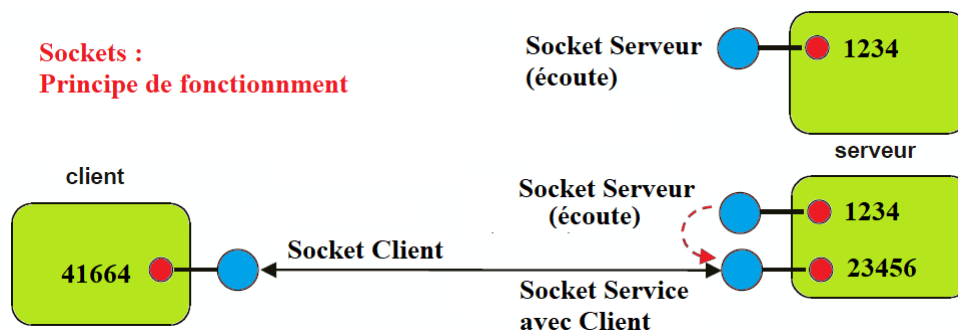 Sockets :
Principe de fonctionnment
Socket Serveur
(écoute)
1234
serveur
client
Socket Serveur
(écoute)
1234
41664
Socket Client
23456
Socket Service
avec Client